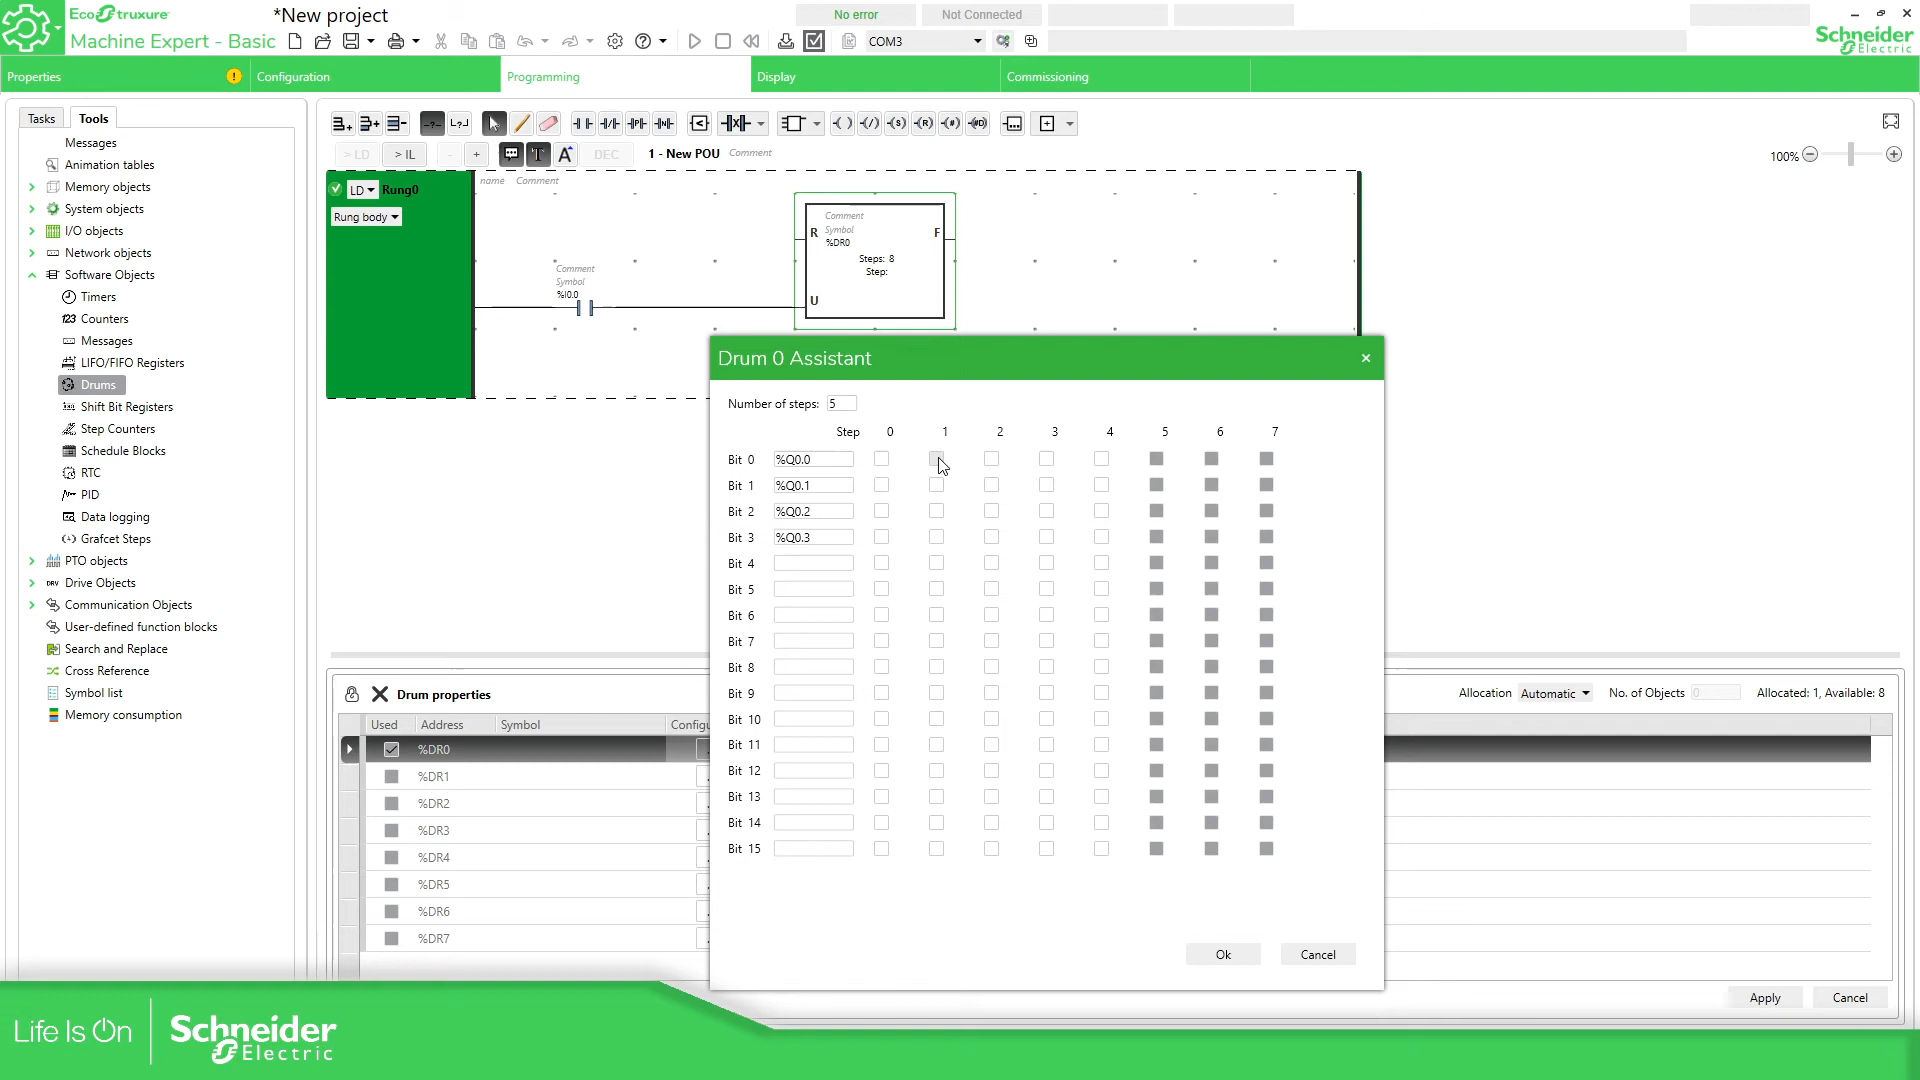 EcoStruxure
Machine Expert - Basic
*New project
No error
Not Connected
COM3
Schneider
Electric
Properties
Configuration
Programming
Display
Commissioning
Tasks
Tools
Messages
Animation tables
Memory objects
System objects
I/O objects
Network objects
Software Objects
Timers
123 Counters
Messages
LIFO/FIFO Registers
Drums
Shift Bit Registers
Step Counters
Schedule Blocks
RTC
PID
Data logging
Grafcet Steps
PTO objects
DRV Drive Objects
Communication Objects
User-defined function blocks
Search and Replace
Cross Reference
Symbol list
Memory consumption
> LD
> IL
-
+
T
A
DEC
1 - New POU
Comment
100%
LD
Rung0
name
Comment
Rung body
Comment
Symbol
%I0.0
Comment
Symbol
R
%DR0
F
Steps: 8
Step:
U
Drum 0 Assistant
Number of steps: 5
Step 0 1 2 3 4 5 6 7
Bit 0 %Q0.0
Bit 1 %Q0.1
Bit 2 %Q0.2
Bit 3 %Q0.3
Bit 4
Bit 5
Bit 6
Bit 7
Bit 8
Bit 9
Bit 10
Bit 11
Bit 12
Bit 13
Bit 14
Bit 15
Ok
Cancel
Drum properties
Allocation Automatic
No. of Objects 0
Allocated: 1, Available: 8
Used Address Symbol Configu
%DR0
%DR1
%DR2
%DR3
%DR4
%DR5
%DR6
%DR7
Apply
Cancel
Life Is On
Schneider
Electric